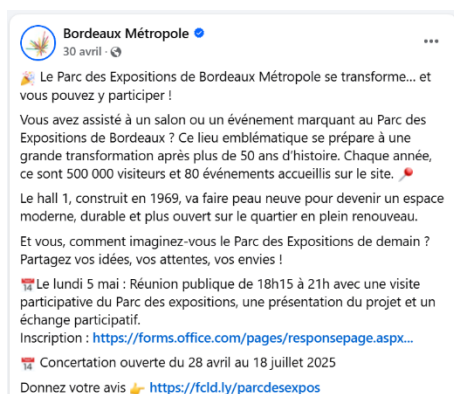 Bordeaux Métropole
30 avril ·
🎉 Le Parc des Expositions de Bordeaux Métropole se transforme... et
vous pouvez y participer !
Vous avez assisté à un salon ou un événement marquant au Parc des
Expositions de Bordeaux ? Ce lieu emblématique se prépare à une
grande transformation après plus de 50 ans d'histoire. Chaque année,
ce sont 500 000 visiteurs et 80 événements accueillis sur le site. 📍
Le hall 1, construit en 1969, va faire peau neuve pour devenir un espace
moderne, durable et plus ouvert sur le quartier en plein renouveau.
Et vous, comment imaginez-vous le Parc des Expositions de demain ?
Partagez vos idées, vos attentes, vos envies !
📅Le lundi 5 mai : Réunion publique de 18h15 à 21h avec une visite
participative du Parc des expositions, une présentation du projet et un
échange participatif.
Inscription : https://forms.office.com/pages/responsepage.aspx...
📅 Concertation ouverte du 28 avril au 18 juillet 2025
Donnez votre avis 👉 https://fcld.ly/parcdesexpos